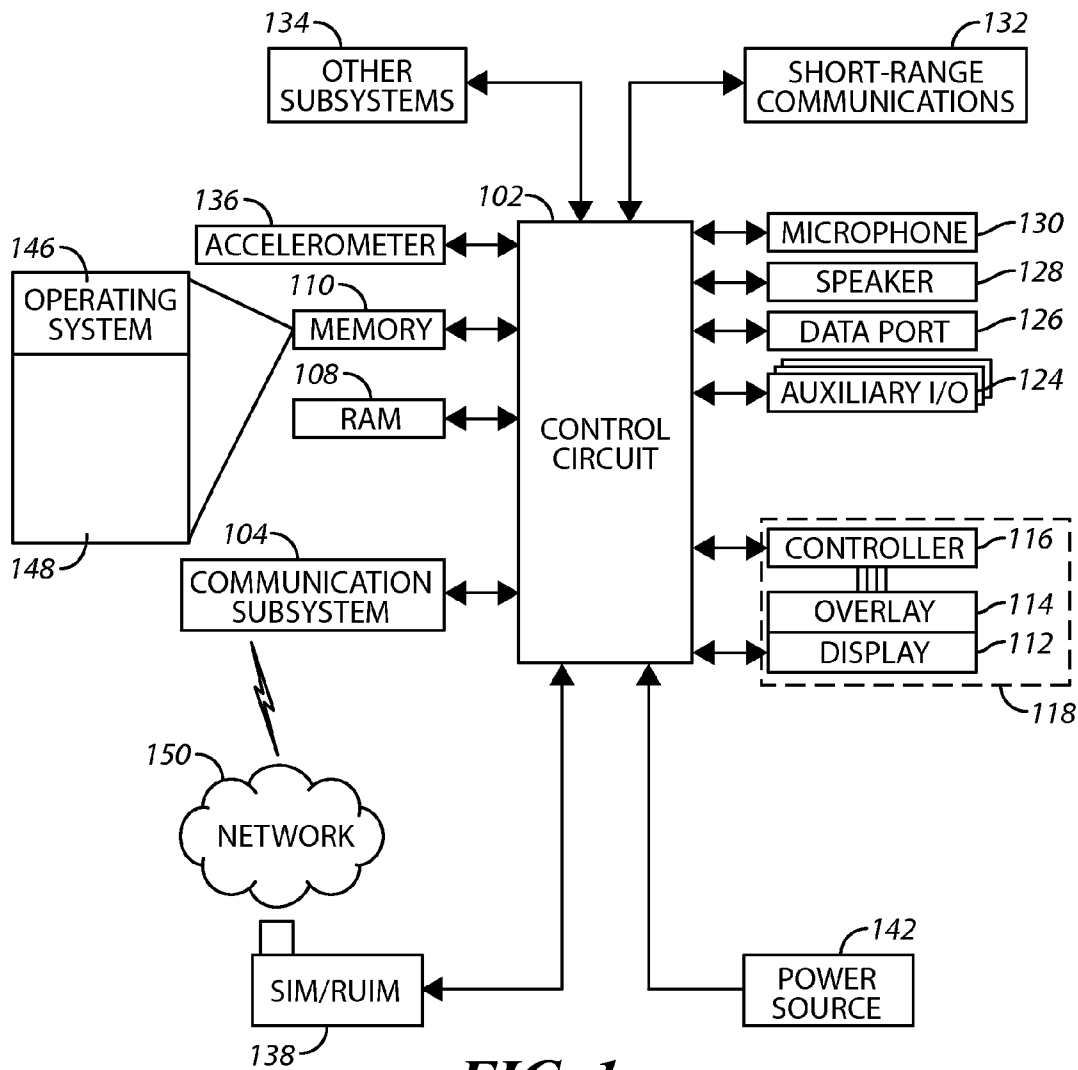 134
OTHER
SUBSYSTEMS
132
SHORT-RANGE
COMMUNICATIONS
136
ACCELEROMETER
102
MICROPHONE
130
146
OPERATING
SYSTEM
110
MEMORY
SPEAKER
128
DATA PORT
126
108
RAM
AUXILIARY I/O
124
CONTROL
CIRCUIT
148
104
COMMUNICATION
SUBSYSTEM
CONTROLLER
116
OVERLAY
114
DISPLAY
112
118
150
NETWORK
SIM/RUIM
138
142
POWER
SOURCE
FIG. 1